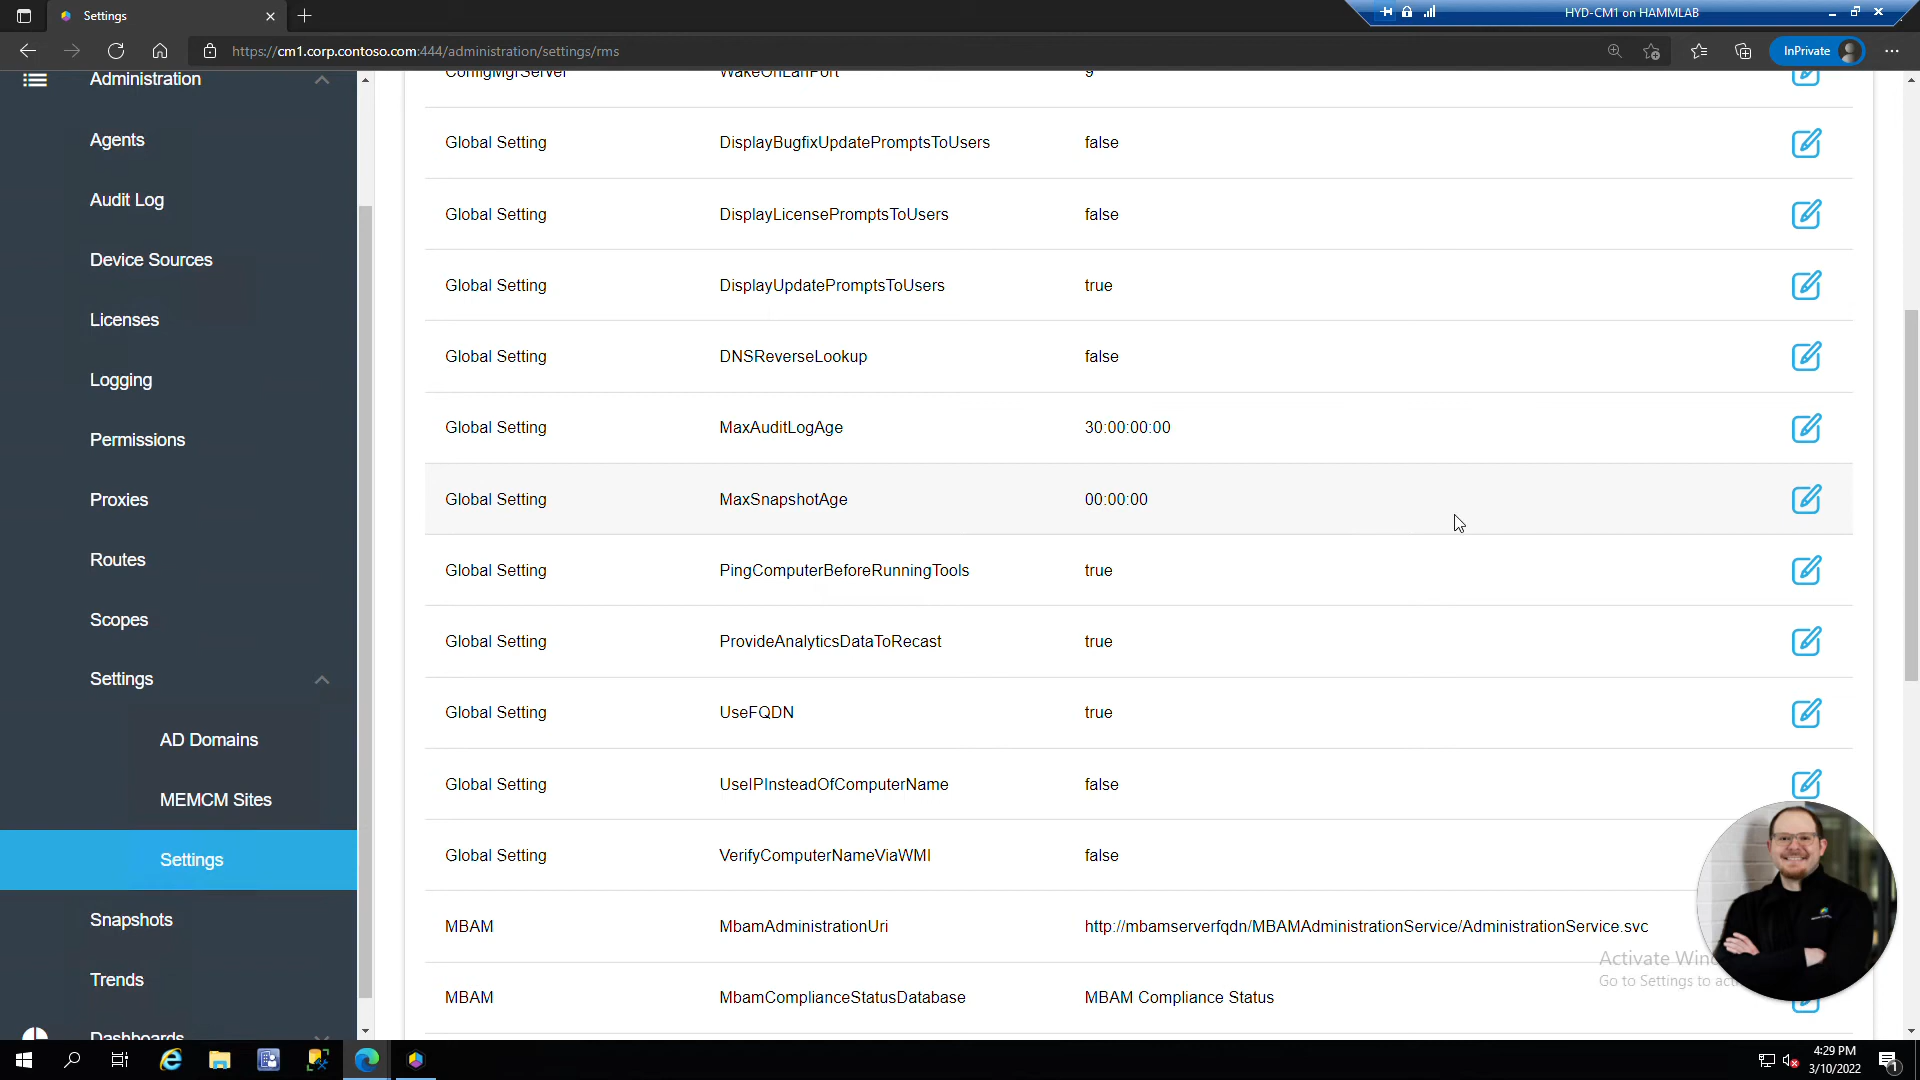 Settings
HYD-CM1 on HAMMLAB
https://cm1.corp.contoso.com:444/administration/settings/rms
InPrivate
Administration
Agents
Audit Log
Device Sources
Licenses
Logging
Permissions
Proxies
Routes
Scopes
Settings
AD Domains
MEMCM Sites
Settings
Snapshots
Trends
Dashboards
ConfigMgrServer WakeOnLanPort 9
Global Setting DisplayBugfixUpdatePromptsToUsers false
Global Setting DisplayLicensePromptsToUsers false
Global Setting DisplayUpdatePromptsToUsers true
Global Setting DNSReverseLookup false
Global Setting MaxAuditLogAge 30:00:00:00
Global Setting MaxSnapshotAge 00:00:00
Global Setting PingComputerBeforeRunningTools true
Global Setting ProvideAnalyticsDataToRecast true
Global Setting UseFQDN true
Global Setting UseIPInsteadOfComputerName false
Global Setting VerifyComputerNameViaWMI false
MBAM MbamAdministrationUri http://mbamserverfqdn/MBAMAdministrationService/AdministrationService.svc
MBAM MbamComplianceStatusDatabase MBAM Compliance Status
Activate
Go to Settings to
4:29 PM
3/10/2022
1